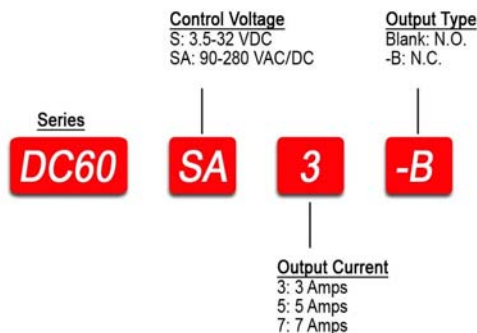 Control Voltage
S: 3.5-32 VDC
SA: 90-280 VAC/DC
Output Type
Blank: N.O.
-B: N.C.
Series
DC60
SA
3
-B
Output Current
3: 3 Amps
5: 5 Amps
7: 7 Amps